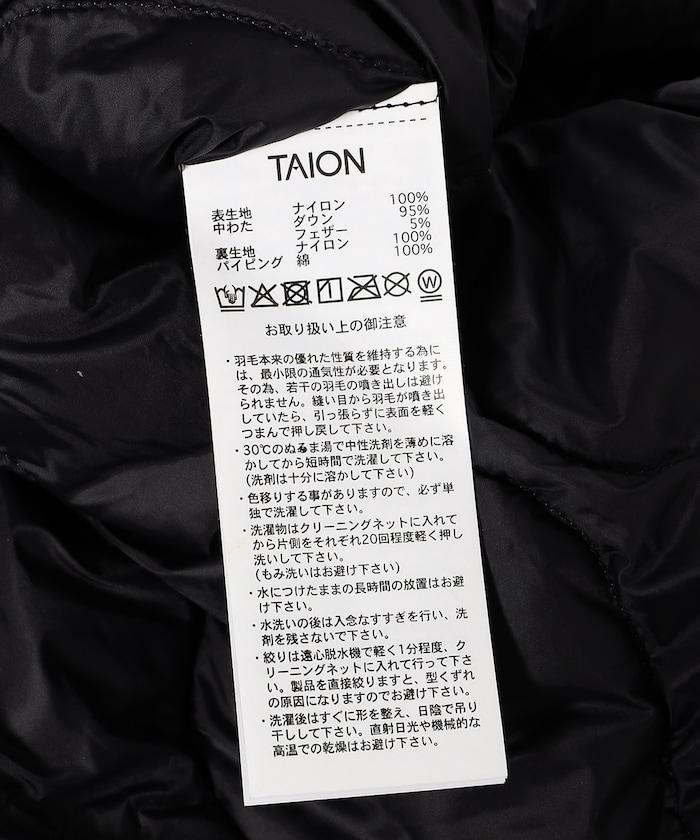 TAION
表生地 ナイロン 100%
中わた ダウン 95%
フェザー 5%
裏生地 ナイロン 100%
パイピング 綿 100%
W
お取り扱い上の御注意
・羽毛本来の優れた性質を維持する為に
は、最小限の通気性が必要となります。
その為、若干の羽毛の噴き出しは避け
られません。縫い目から羽毛が噴き出
していたら、引っ張らずに表面を軽く
つまんで押し戻して下さい。
・30℃のぬるま湯で中性洗剤を薄めに溶
かしてから短時間で洗濯して下さい。
(洗剤は十分に溶かして下さい)
・色移りする事がありますので、必ず単
独で洗濯して下さい。
・洗濯物はクリーニングネットに入れて
から片側をそれぞれ20回程度軽く押し
洗いして下さい。
(もみ洗いはお避け下さい)
・水につけたままの長時間の放置はお避
け下さい。
・水洗いの後は入念なすすぎを行い、洗
剤を残さないで下さい。
・絞りは遠心脱水機で軽く1分程度、ク
リーニングネットに入れて行って下さ
い。製品を直接絞りますと、型くずれ
の原因になりますのでお避け下さい。
・洗濯後はすぐに形を整え、日陰で吊り
干しして下さい。直射日光や機械的な
高温での乾燥はお避け下さい。